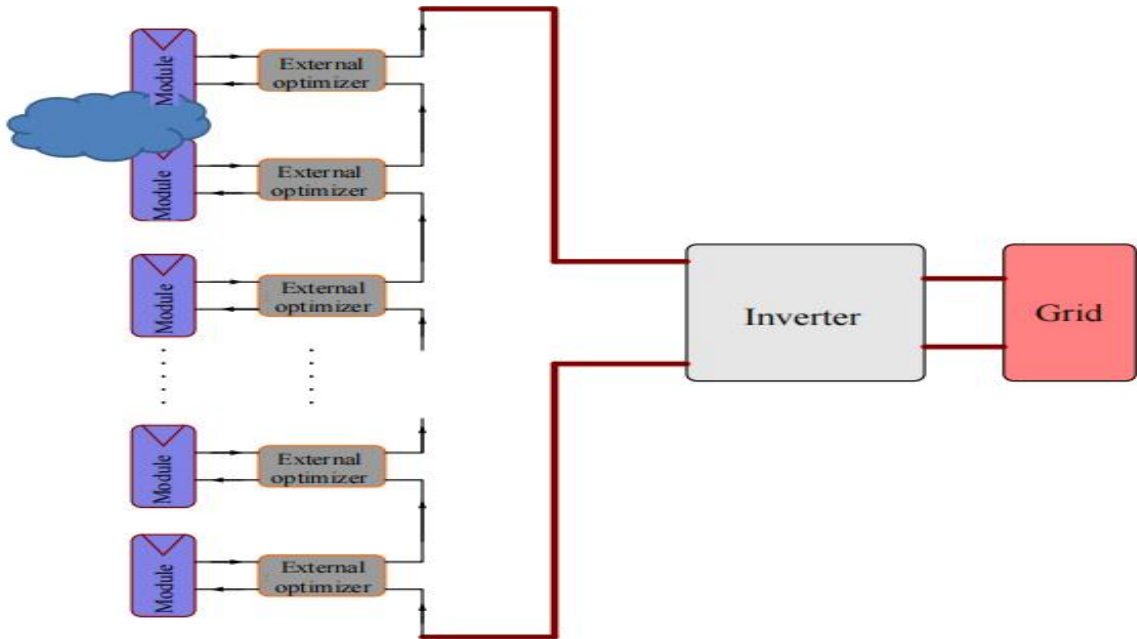 Module
External
optimizer
Module
External
optimizer
Module
External
optimizer
Inverter
Grid
Module
External
optimizer
Module
External
optimizer